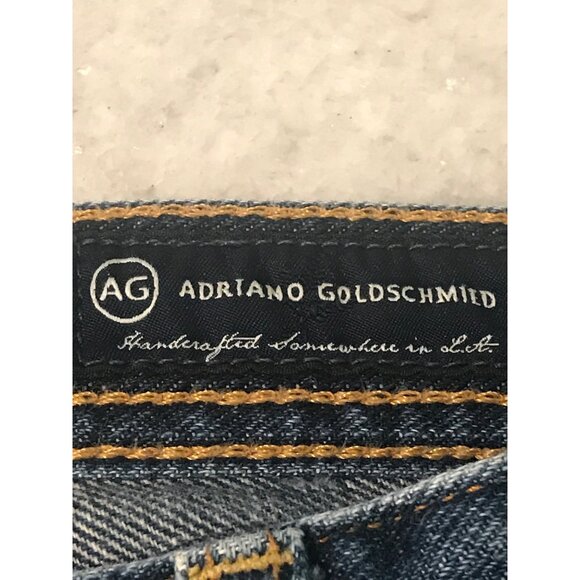 AG ADRIANO GOLDSCHMIED
Handcrafted Somewhere in L.A.